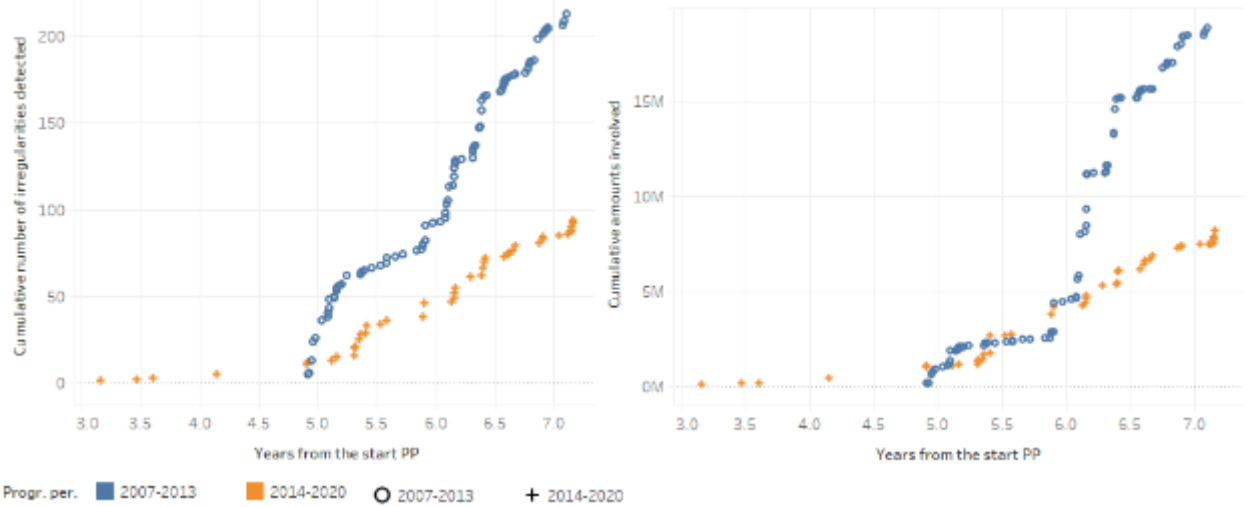 Cumulative number of irregularities detected
200
150
100
50
0
3.0 3.5 4.0 4.5 5.0 5.5 6.0 6.5 7.0
Years from the start PP
Cumulative amounts involved
15M
10M
5M
0M
3.0 3.5 4.0 4.5 5.0 5.5 6.0 6.5 7.0
Years from the start PP
Progr. per. 2007-2013 2014-2020 2007-2013 2014-2020